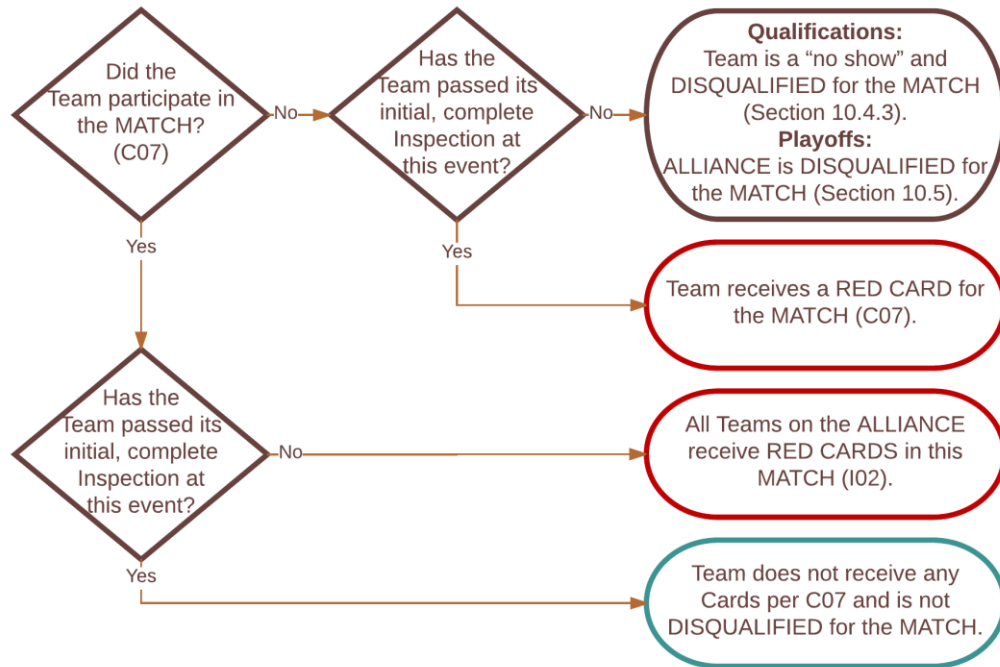 Did the
Team participate in
the MATCH?
(C07)
No
Has the
Team passed its
initial, complete
Inspection at
this event?
No
Qualifications:
Team is a “no show” and
DISQUALIFIED for the MATCH
(Section 10.4.3).
Playoffs:
ALLIANCE is DISQUALIFIED for
the MATCH (Section 10.5).
Yes
Yes
Team receives a RED CARD for
the MATCH (C07).
Has the
Team passed its
initial, complete
Inspection at
this event?
No
All Teams on the ALLIANCE
receive RED CARDS in this
MATCH (I02).
Yes
Team does not receive any
Cards per C07 and is not
DISQUALIFIED for the MATCH.